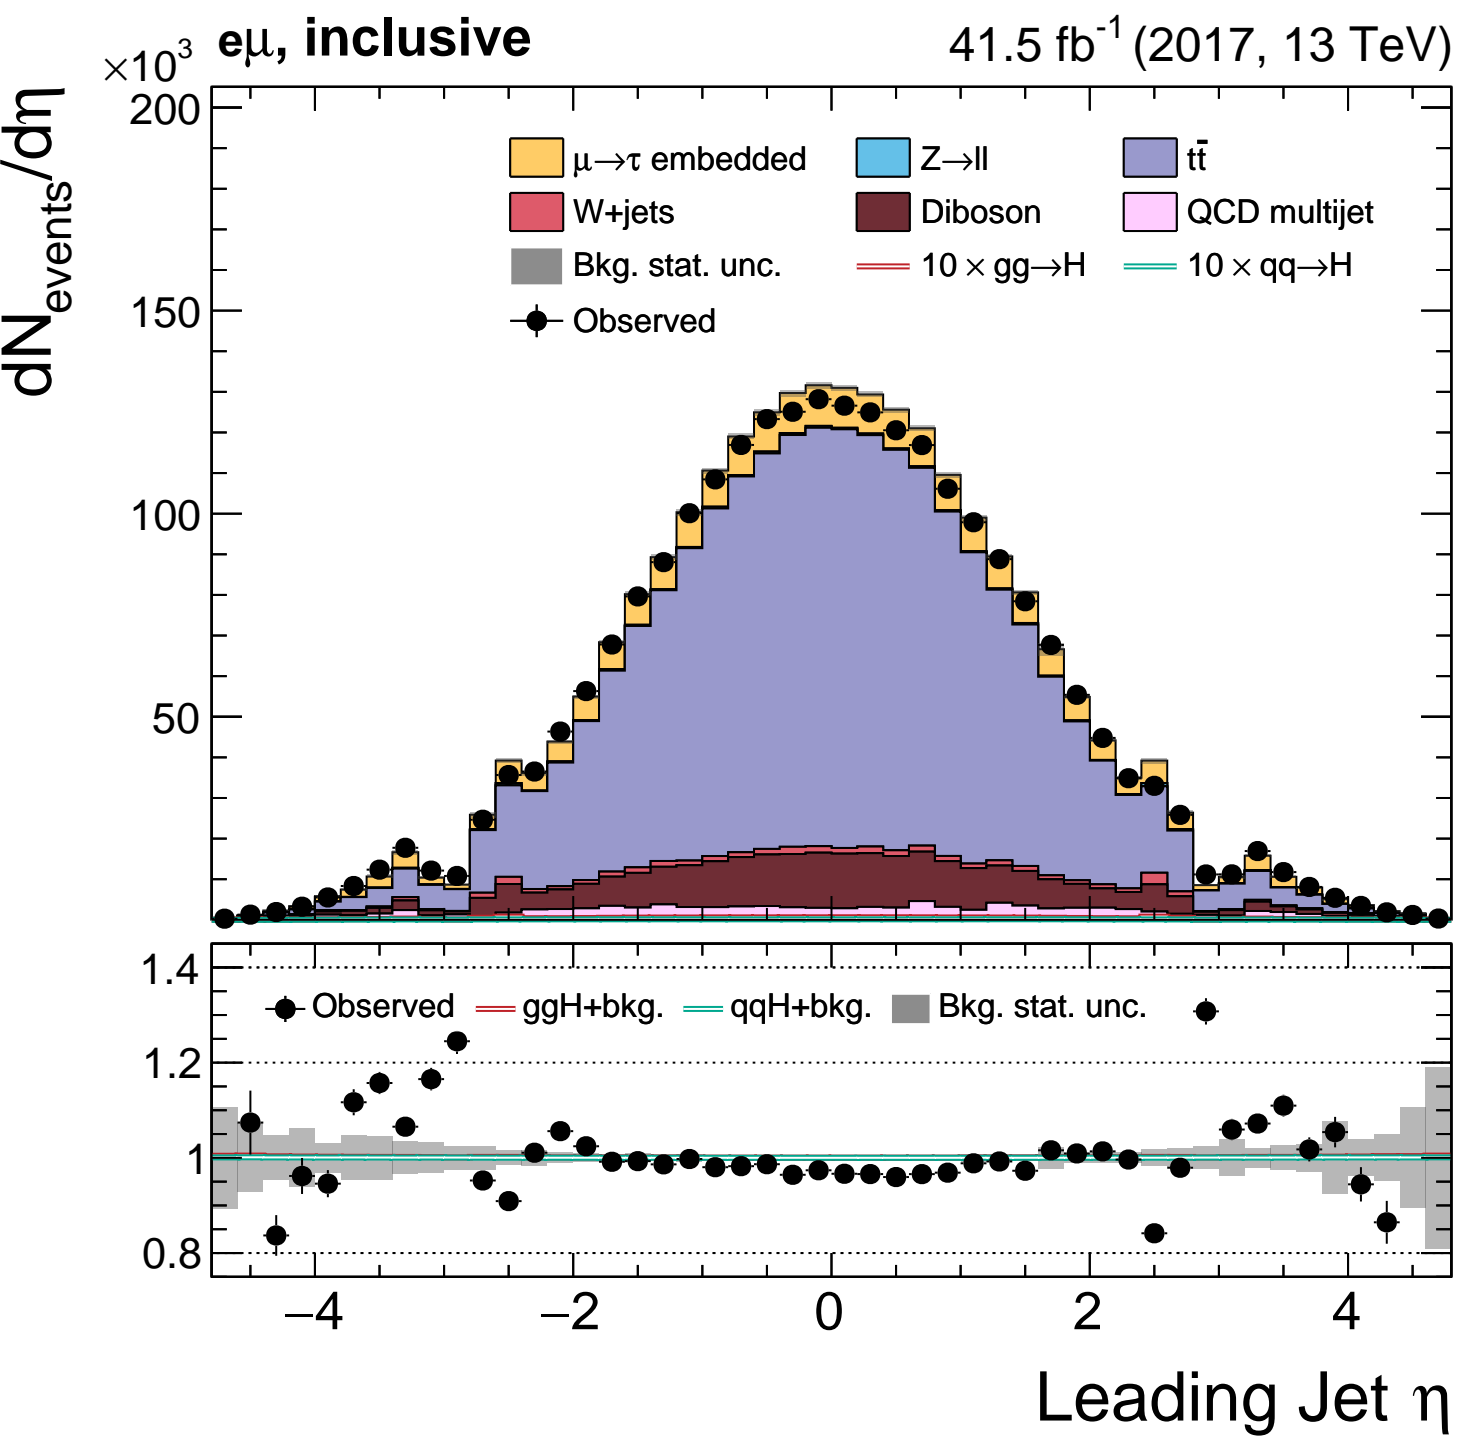 ×10³ eμ, inclusive 41.5 fb⁻¹ (2017, 13 TeV)
dN_events/dη
200
150
100
50
μ→τ embedded Z→ll tt̄
W+jets Diboson QCD multijet
Bkg. stat. unc. 10 × gg→H 10 × qq→H
Observed
1.4
1.2
1
0.8
Observed ggH+bkg. qqH+bkg. Bkg. stat. unc.
−4 −2 0 2 4
Leading Jet η